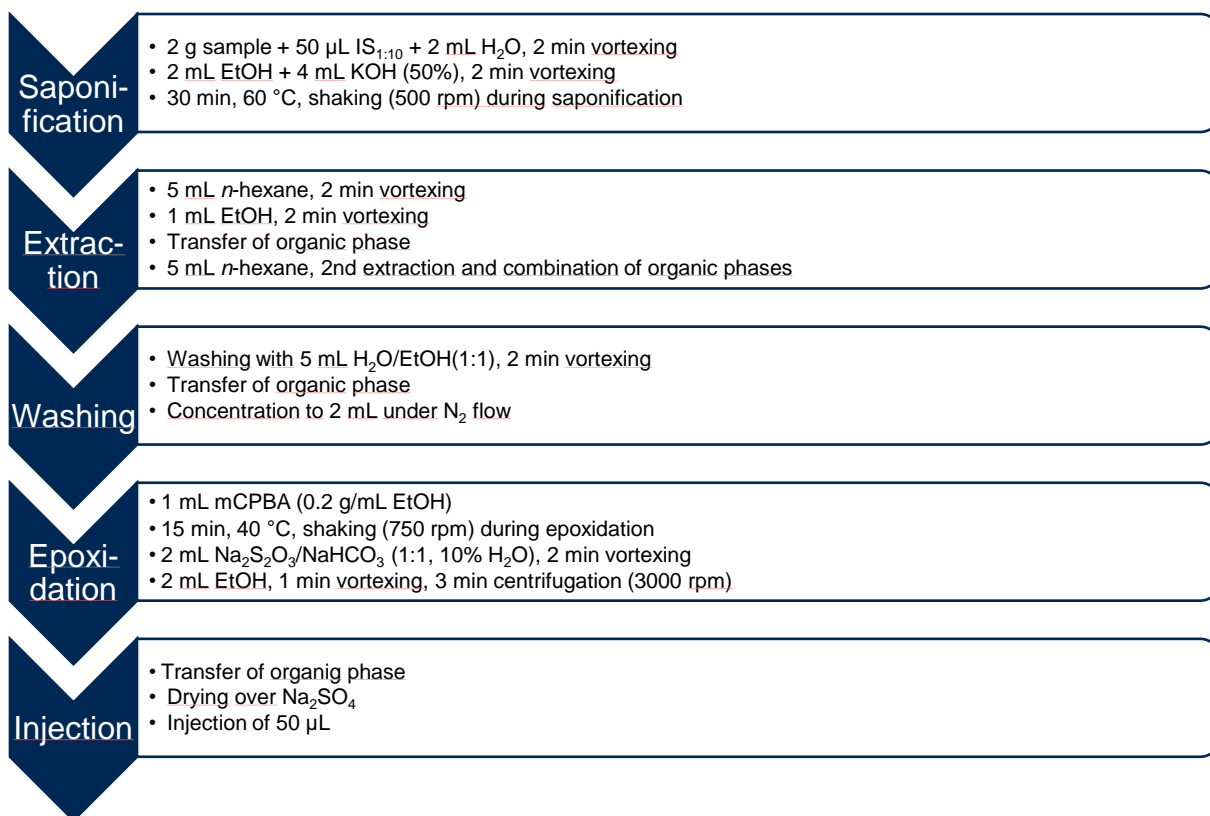 Saponi-
fication
• 2 g sample + 50 µL IS₁:₁₀ + 2 mL H₂O, 2 min vortexing
• 2 mL EtOH + 4 mL KOH (50%), 2 min vortexing
• 30 min, 60 °C, shaking (500 rpm) during saponification
Extrac-
tion
• 5 mL n-hexane, 2 min vortexing
• 1 mL EtOH, 2 min vortexing
• Transfer of organic phase
• 5 mL n-hexane, 2nd extraction and combination of organic phases
Washing
• Washing with 5 mL H₂O/EtOH(1:1), 2 min vortexing
• Transfer of organic phase
• Concentration to 2 mL under N₂ flow
Epoxi-
dation
• 1 mL mCPBA (0.2 g/mL EtOH)
• 15 min, 40 °C, shaking (750 rpm) during epoxidation
• 2 mL Na₂S₂O₃/NaHCO₃ (1:1, 10% H₂O), 2 min vortexing
• 2 mL EtOH, 1 min vortexing, 3 min centrifugation (3000 rpm)
Injection
• Transfer of organig phase
• Drying over Na₂SO₄
• Injection of 50 µL